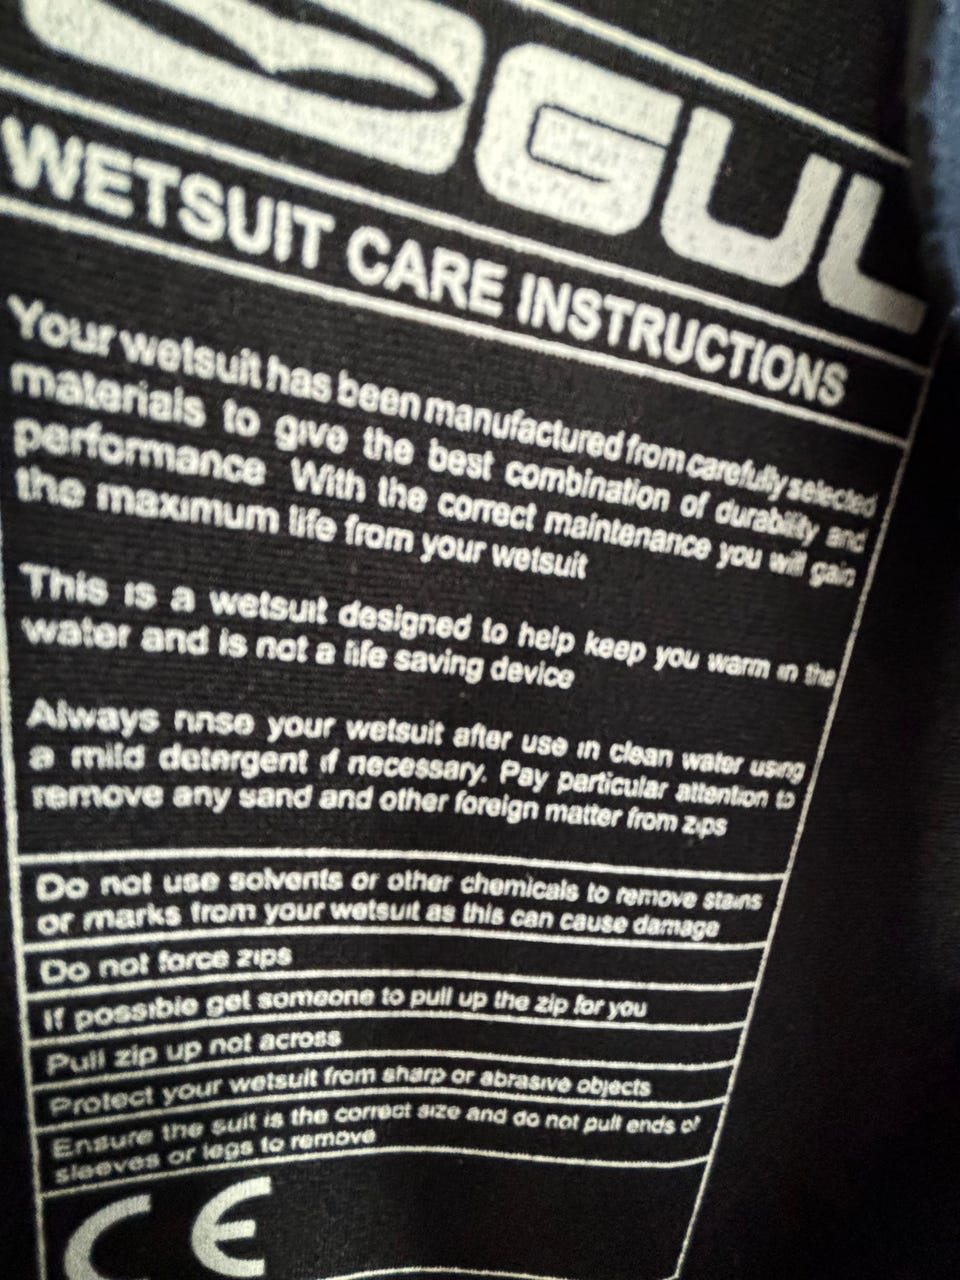 GUL
WETSUIT CARE INSTRUCTIONS
Your wetsuit has been manufactured from carefully selected
materials to give the best combination of durability and
performance With the correct maintenance you will gain
the maximum life from your wetsuit
This is a wetsuit designed to help keep you warm in the
water and is not a life saving device
Always rinse your wetsuit after use in clean water using
a mild detergent if necessary. Pay particular attention to
remove any sand and other foreign matter from zips
Do not use solvents or other chemicals to remove stains
or marks from your wetsuit as this can cause damage
Do not force zips
If possible get someone to pull up the zip for you
Pull zip up not across
Protect your wetsuit from sharp or abrasive objects
Ensure the suit is the correct size and do not pull ends of
sleeves or legs to remove
CE